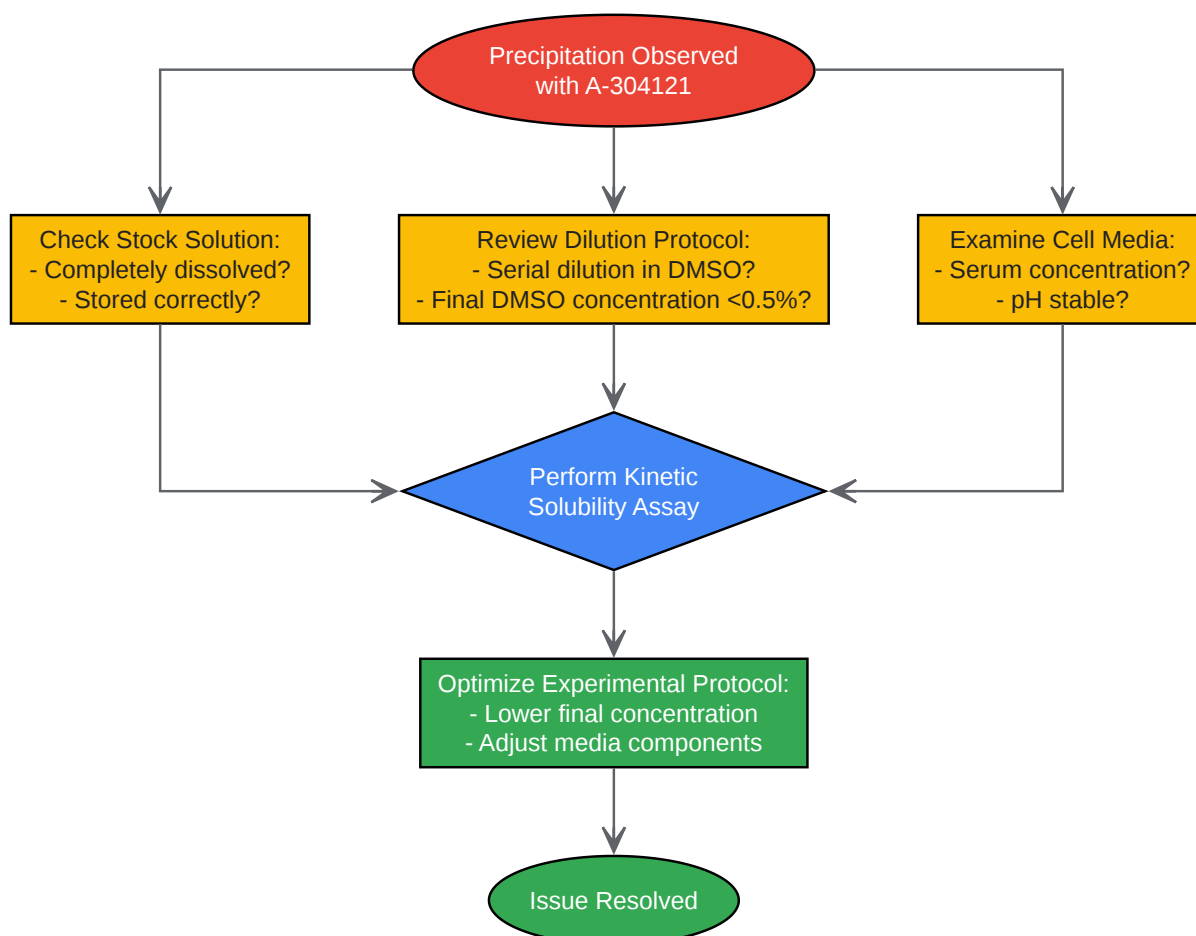 Precipitation Observed
with A-304121
Check Stock Solution:
- Completely dissolved?
- Stored correctly?
Review Dilution Protocol:
- Serial dilution in DMSO?
- Final DMSO concentration <0.5%?
Examine Cell Media:
- Serum concentration?
- pH stable?
Perform Kinetic
Solubility Assay
Optimize Experimental Protocol:
- Lower final concentration
- Adjust media components
Issue Resolved